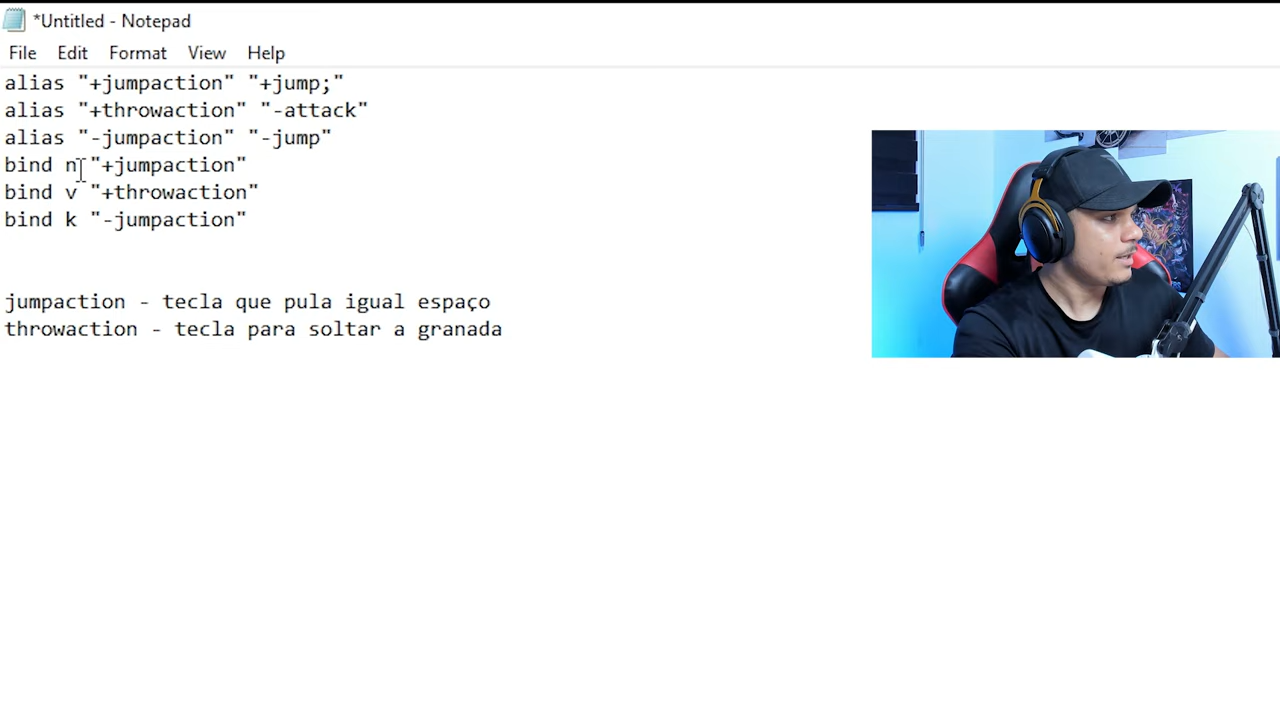 *Untitled - Notepad
File Edit Format View Help
alias "+jumpaction" "+jump;"
alias "+throwaction" "-attack"
alias "-jumpaction" "-jump"
bind n "+jumpaction"
bind v "+throwaction"
bind k "-jumpaction"
jumpaction - tecla que pula igual espaço
throwaction - tecla para soltar a granada